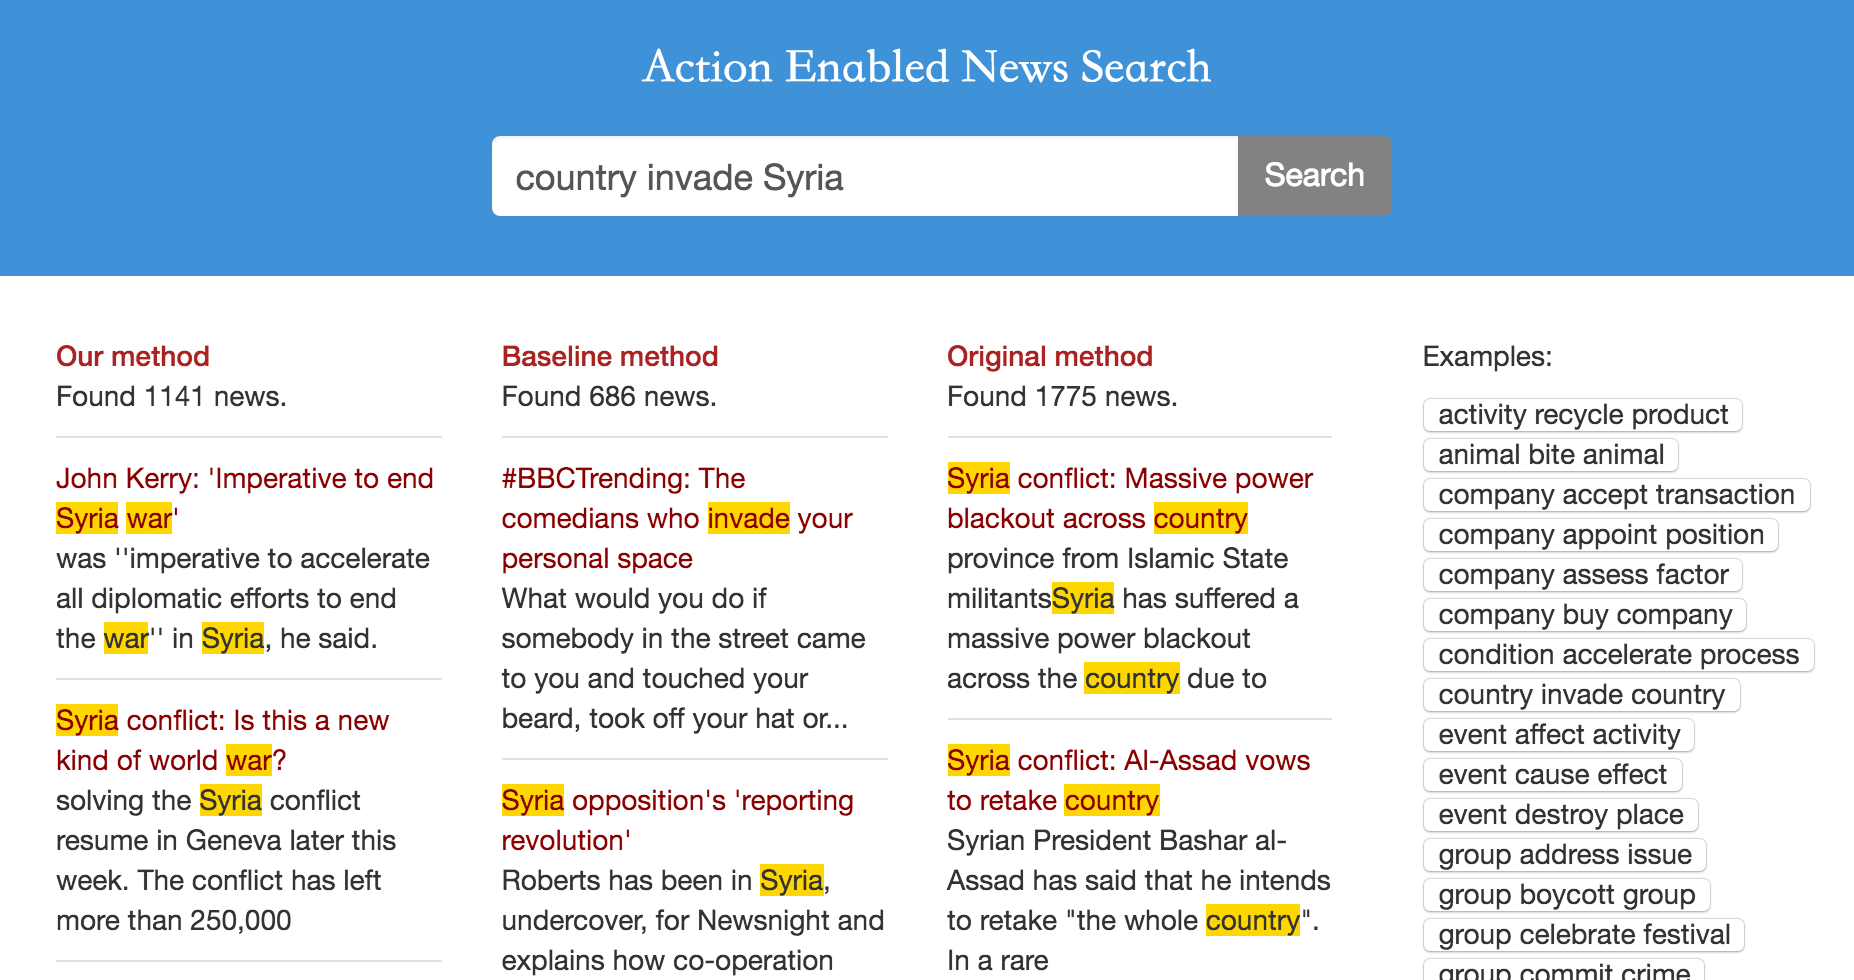 Action Enabled News Search
country invade Syria
Search
Our method
Found 1141 news.
John Kerry: 'Imperative to end
Syria war'
was ''imperative to accelerate
all diplomatic efforts to end
the war'' in Syria, he said.
Syria conflict: Is this a new
kind of world war?
solving the Syria conflict
resume in Geneva later this
week. The conflict has left
more than 250,000
Baseline method
Found 686 news.
#BBCTrending: The
comedians who invade your
personal space
What would you do if
somebody in the street came
to you and touched your
beard, took off your hat or...
Syria opposition's 'reporting
revolution'
Roberts has been in Syria,
undercover, for Newsnight and
explains how co-operation
Original method
Found 1775 news.
Syria conflict: Massive power
blackout across country
province from Islamic State
militantsSyria has suffered a
massive power blackout
across the country due to
Syria conflict: Al-Assad vows
to retake country
Syrian President Bashar al-
Assad has said that he intends
to retake "the whole country".
In a rare
Examples:
activity recycle product
animal bite animal
company accept transaction
company appoint position
company assess factor
company buy company
condition accelerate process
country invade country
event affect activity
event cause effect
event destroy place
group address issue
group boycott group
group celebrate festival
group commit crime